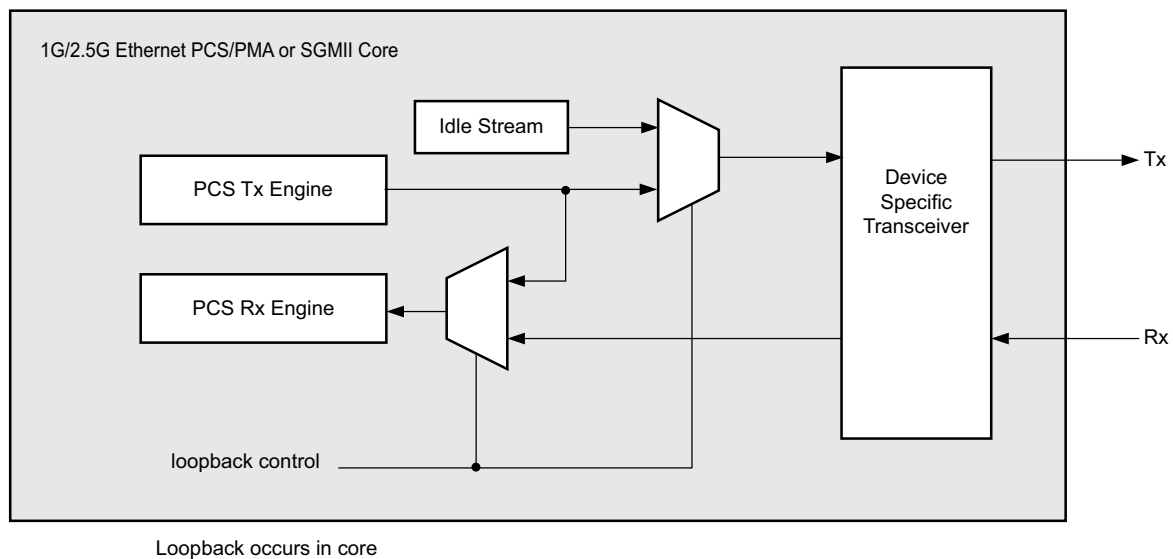 1G/2.5G Ethernet PCS/PMA or SGMII Core
Idle Stream
PCS Tx Engine
Device
Specific
Transceiver
Tx
PCS Rx Engine
Rx
loopback control
Loopback occurs in core